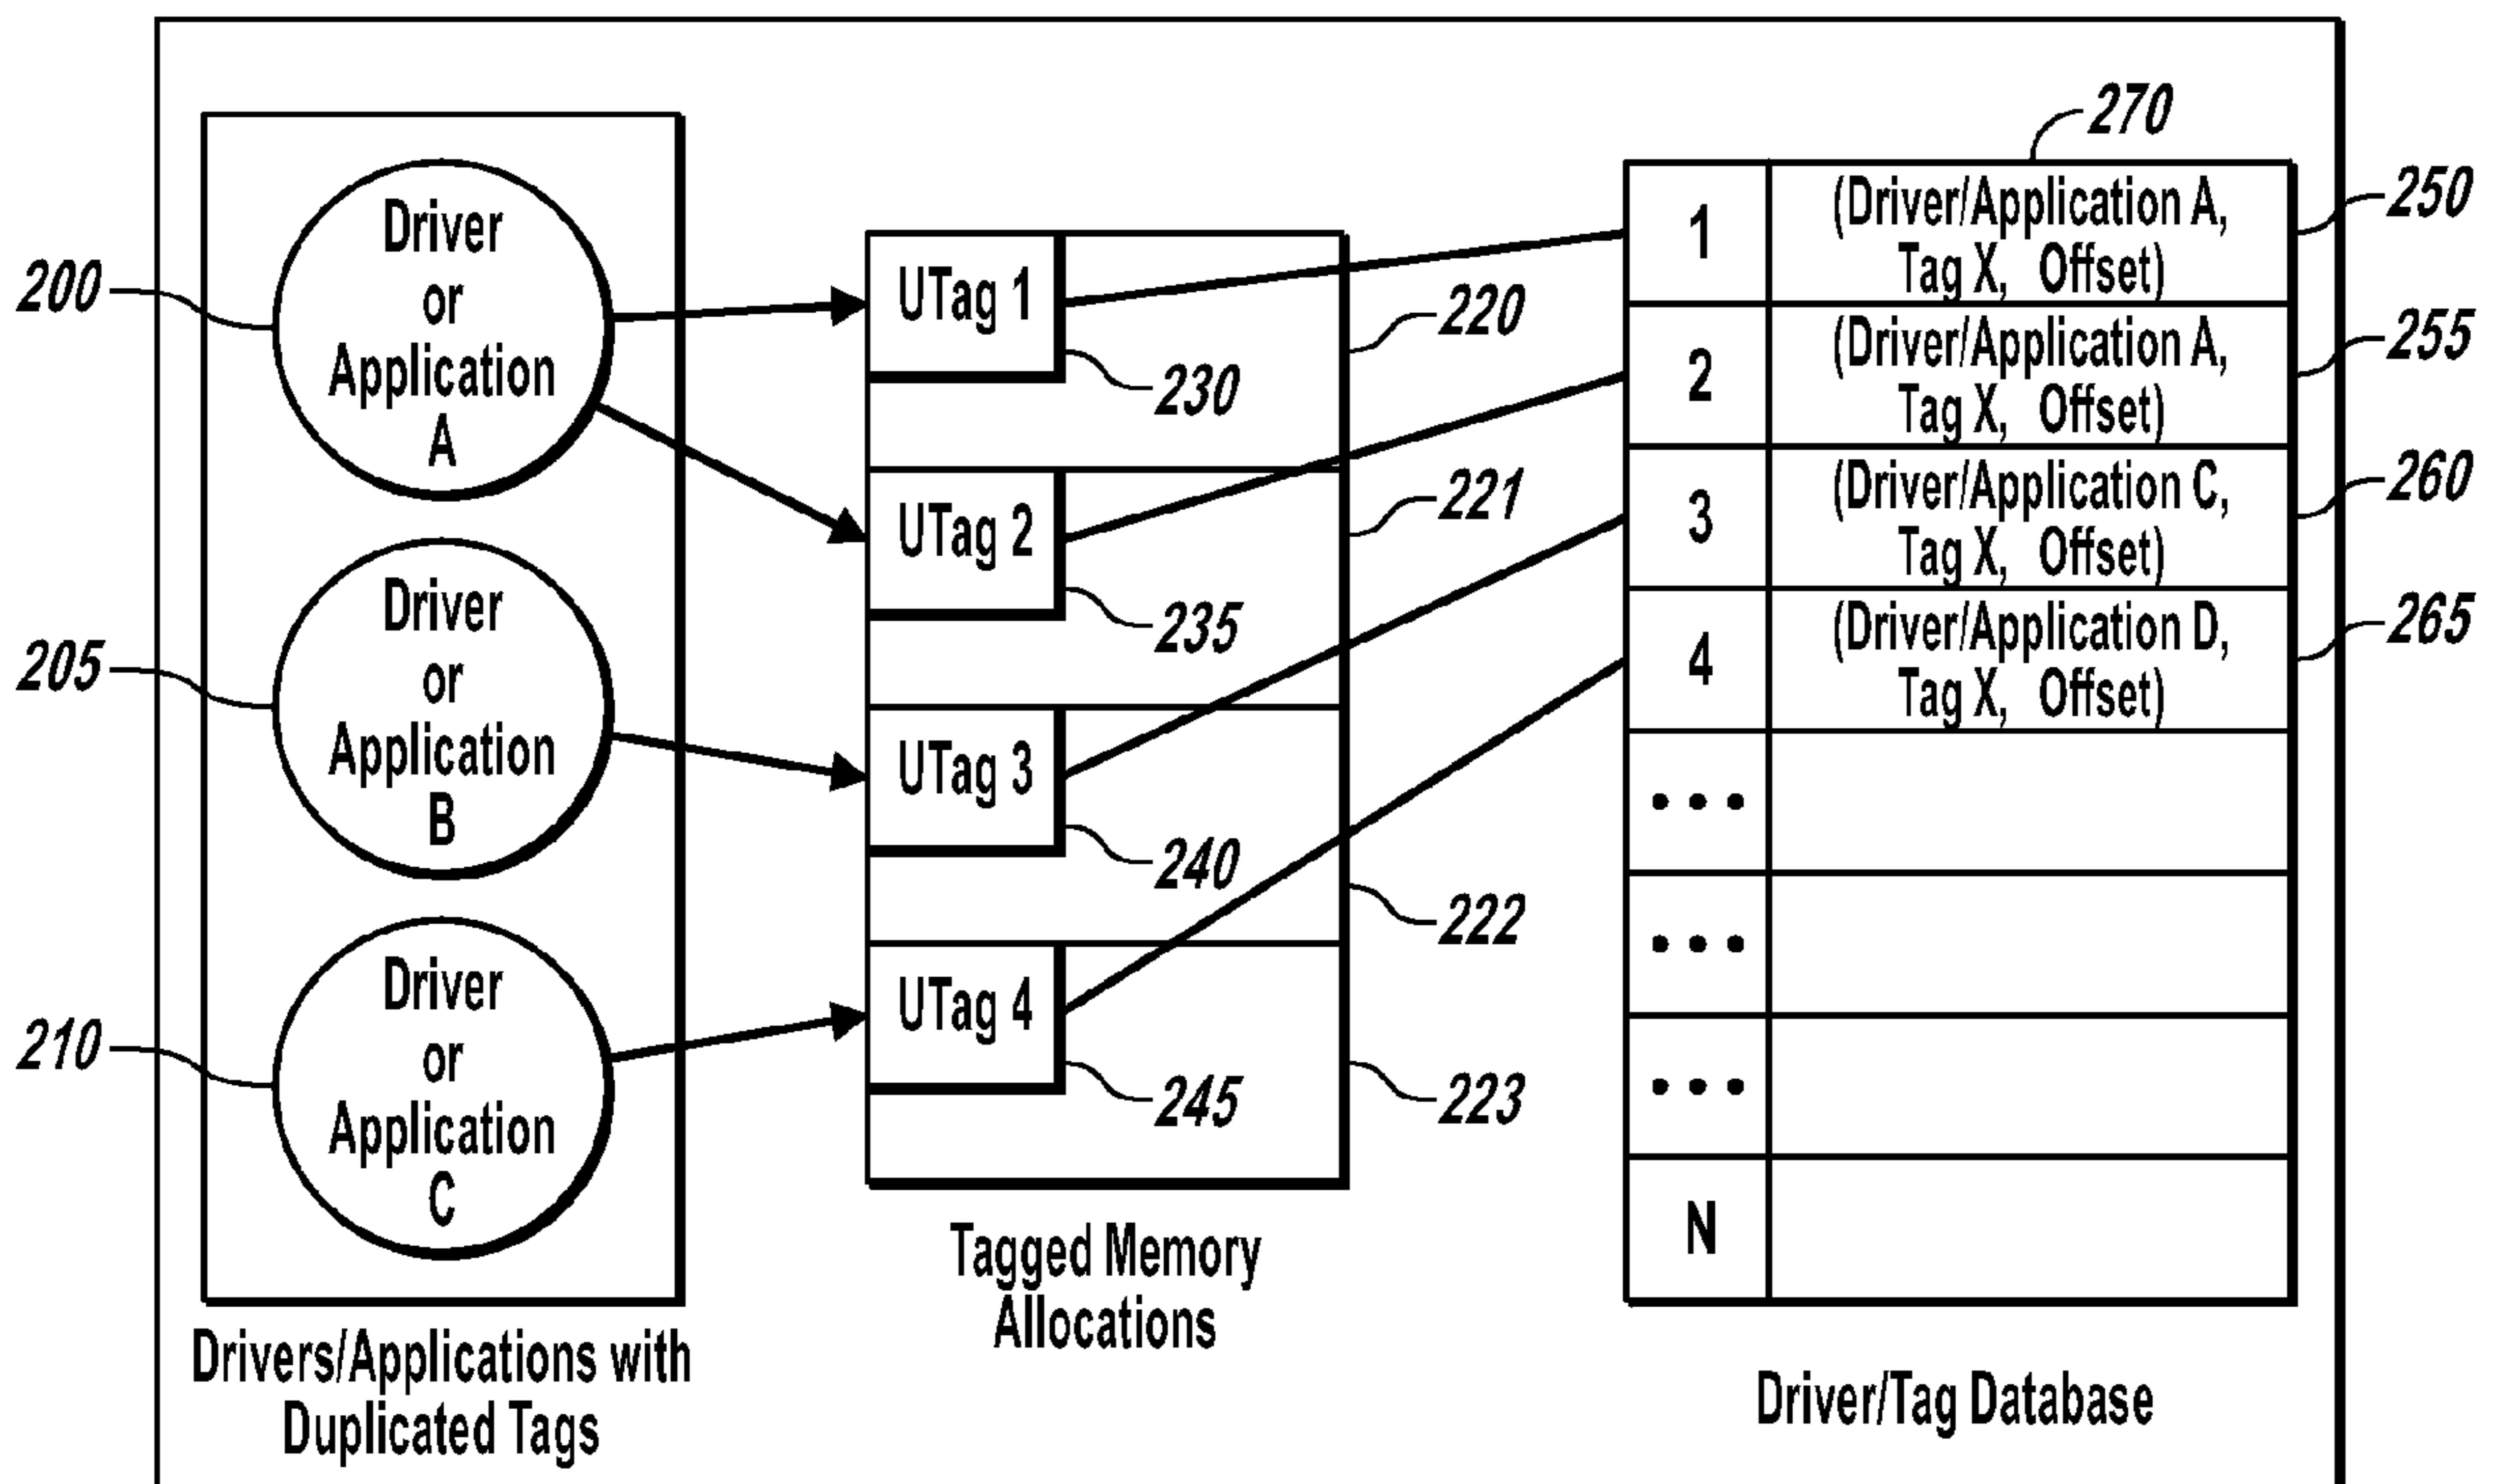 200
Driver
or
Application
A
205
Driver
or
Application
B
210
Driver
or
Application
C
Drivers/Applications with
Duplicated Tags
UTag 1
230
220
UTag 2
235
221
UTag 3
240
222
UTag 4
245
223
Tagged Memory
Allocations
270
1
(Driver/Application A,
Tag X, Offset)
250
2
(Driver/Application A,
Tag X, Offset)
255
3
(Driver/Application C,
Tag X, Offset)
260
4
(Driver/Application D,
Tag X, Offset)
265
• • •
• • •
• • •
N
Driver/Tag Database